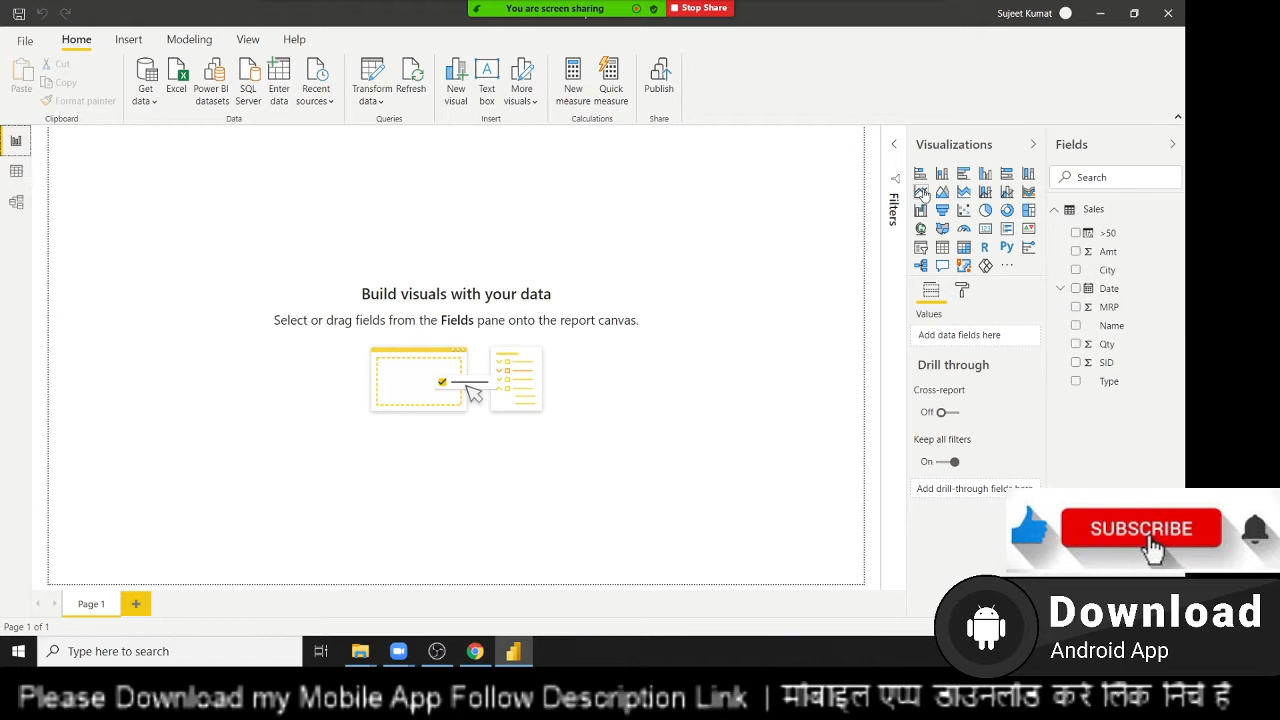 You are screen sharing
Stop Share
Sujeet Kumat
File
Home
Insert
Modeling
View
Help
Paste
Cut
Copy
Format painter
Get data
Excel
Power BI datasets
SQL Server
Enter data
Recent sources
Transform data
Refresh
New visual
Text box
More visuals
New measure
Quick measure
Publish
Clipboard
Data
Queries
Insert
Calculations
Share
Build visuals with your data
Select or drag fields from the Fields pane onto the report canvas.
Filters
Visualizations
R
Py
Values
Add data fields here
Drill through
Cross-report
Off
Keep all filters
On
Add drill-through fields here
Fields
Search
Sales
>50
Amt
City
Date
MRP
Name
Qty
SID
Type
SUBSCRIBE
Download
Android App
Page 1
Page 1 of 1
Type here to search
Please Download my Mobile App Follow Description Link | मोबाइल एप्प डाउनलोड करे लिंक निचे है